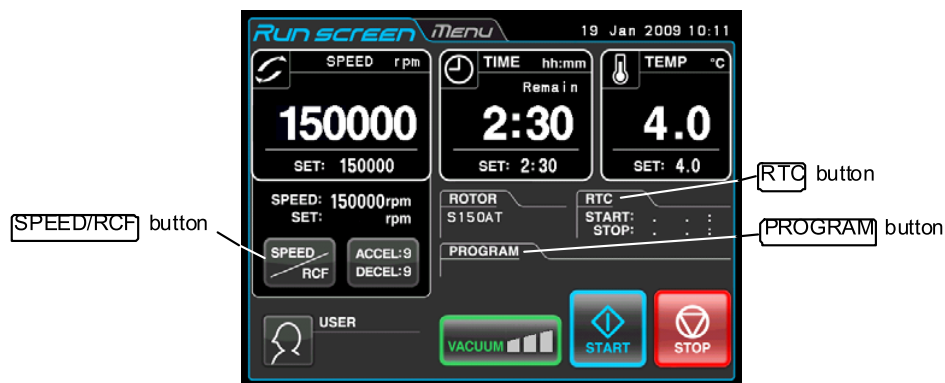 Run screen Menu 19 Jan 2009 10:11
SPEED rpm
150000
SET: 150000
TIME hh:mm
Remain
2:30
SET: 2:30
TEMP °C
4.0
SET: 4.0
SPEED: 150000rpm
SET: rpm
SPEED/RCF
ACCEL:9
DECEL:9
ROTOR
S150AT
RTC
START: . . :
STOP: . . :
PROGRAM
USER
VACUUM
START
STOP
SPEED/RCF button
RTC button
PROGRAM button